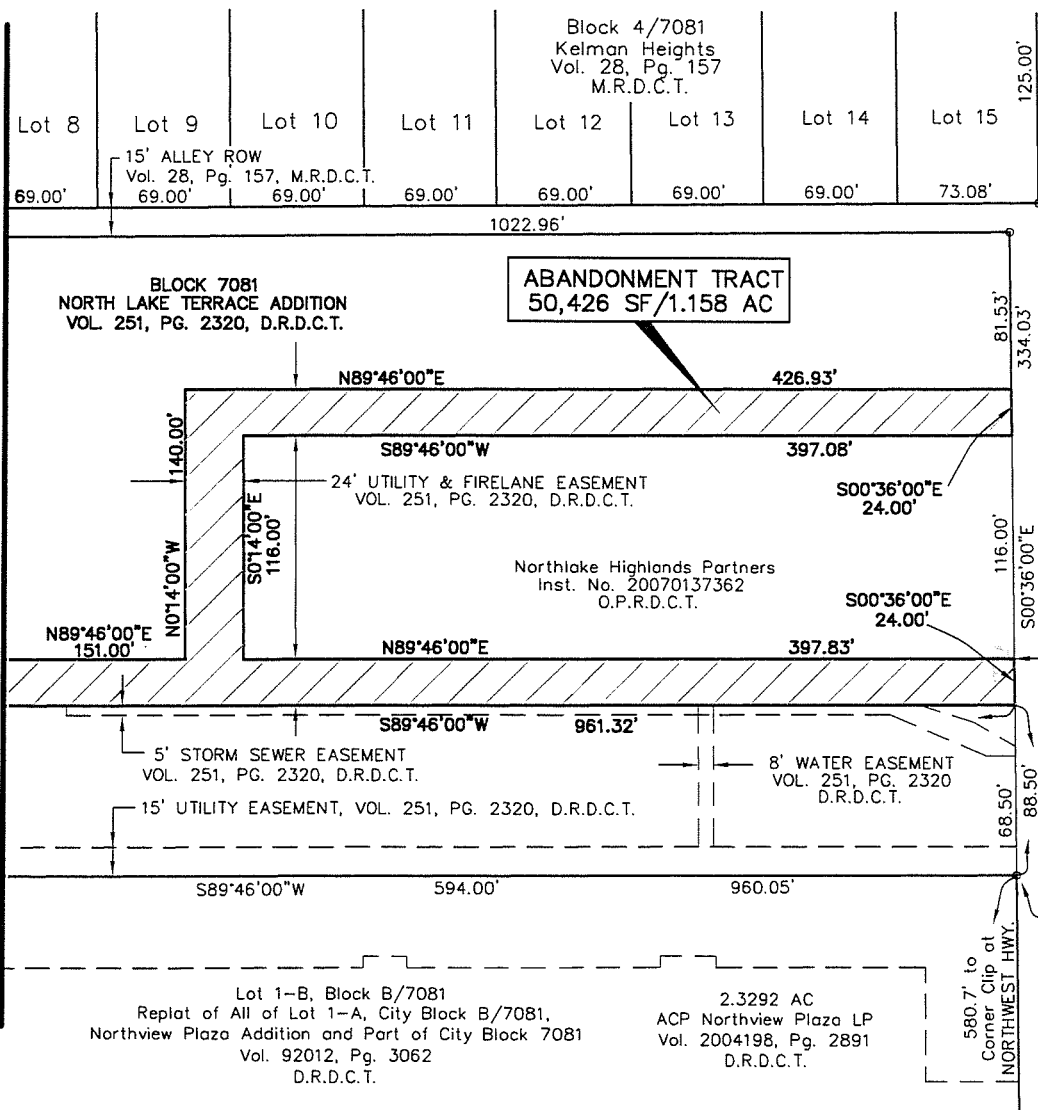 Block 4/7081
Kelman Heights
Vol. 28, Pg. 157
M.R.D.C.T.
125.00'
Lot 8
Lot 9
Lot 10
Lot 11
Lot 12
Lot 13
Lot 14
Lot 15
15' ALLEY ROW
Vol. 28, Pg. 157, M.R.D.C.T.
69.00'
69.00'
69.00'
69.00'
69.00'
69.00'
69.00'
73.08'
1022.96'
BLOCK 7081
NORTH LAKE TERRACE ADDITION
VOL. 251, PG. 2320, D.R.D.C.T.
ABANDONMENT TRACT
50,426 SF/1.158 AC
81.53'
334.03'
N89°46'00"E
426.93'
140.00'
N0°14'00"W
S89°46'00"W
397.08'
24' UTILITY & FIRELANE EASEMENT
VOL. 251, PG. 2320, D.R.D.C.T.
S00°36'00"E
24.00'
S0°14'00"E
116.00'
116.00'
S00°36'00"E
Northlake Highlands Partners
Inst. No. 20070137362
O.P.R.D.C.T.
S00°36'00"E
24.00'
N89°46'00"E
151.00'
N89°46'00"E
397.83'
S89°46'00"W
961.32'
5' STORM SEWER EASEMENT
VOL. 251, PG. 2320, D.R.D.C.T.
8' WATER EASEMENT
VOL. 251, PG. 2320
D.R.D.C.T.
15' UTILITY EASEMENT, VOL. 251, PG. 2320, D.R.D.C.T.
68.50'
88.50'
S89°46'00"W
594.00'
960.05'
580.7' to
Corner Clip at
NORTHWEST HWY.
Lot 1-B, Block B/7081
Replat of All of Lot 1-A, City Block B/7081,
Northview Plaza Addition and Part of City Block 7081
Vol. 92012, Pg. 3062
D.R.D.C.T.
2.3292 AC
ACP Northview Plaza LP
Vol. 2004198, Pg. 2891
D.R.D.C.T.